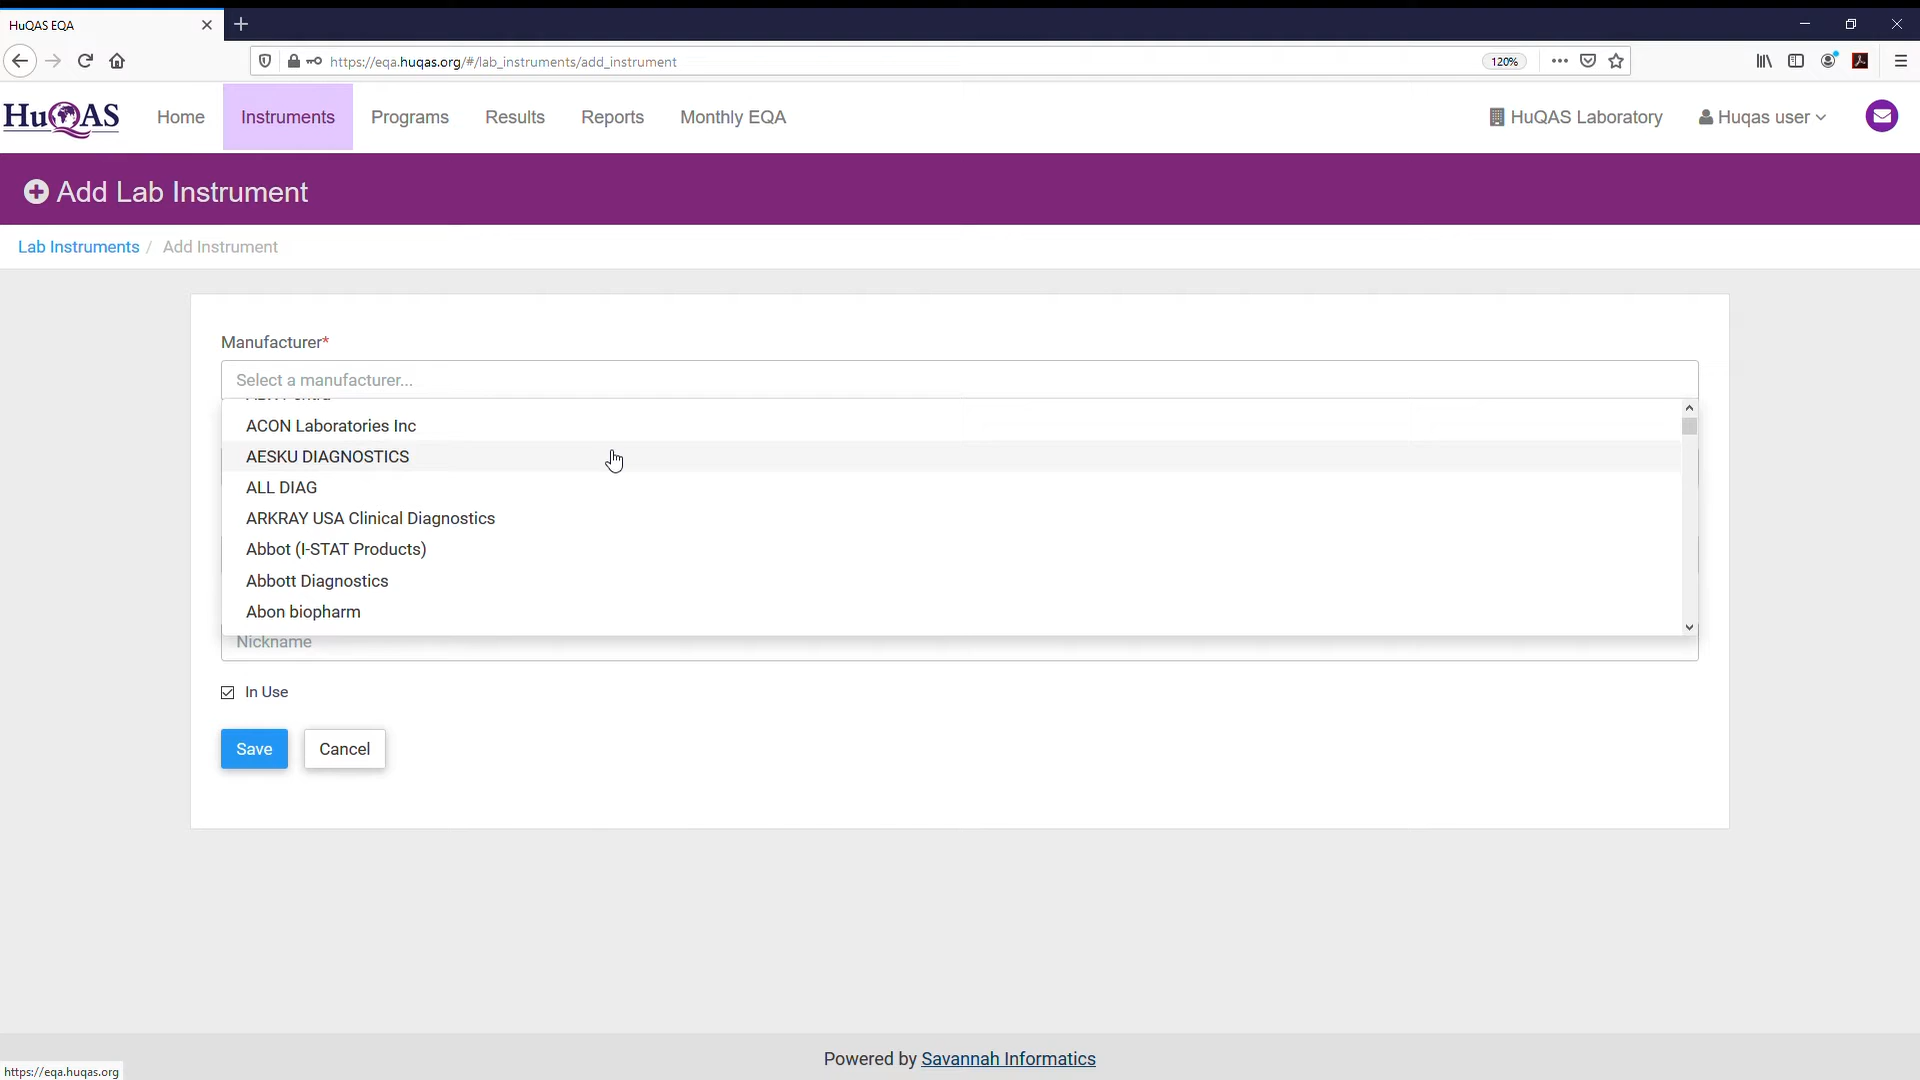 HuQAS EQA
https://eqa.huqas.org/#/lab_instruments/add_instrument
120%
HuQAS
Home
Instruments
Programs
Results
Reports
Monthly EQA
HuQAS Laboratory
Huqas user
Add Lab Instrument
Lab Instruments / Add Instrument
Manufacturer*
Select a manufacturer...
ACON Laboratories Inc
AESKU DIAGNOSTICS
ALL DIAG
ARKRAY USA Clinical Diagnostics
Abbot (I-STAT Products)
Abbott Diagnostics
Abon biopharm
Nickname
In Use
Save
Cancel
Powered by Savannah Informatics
https://eqa.huqas.org